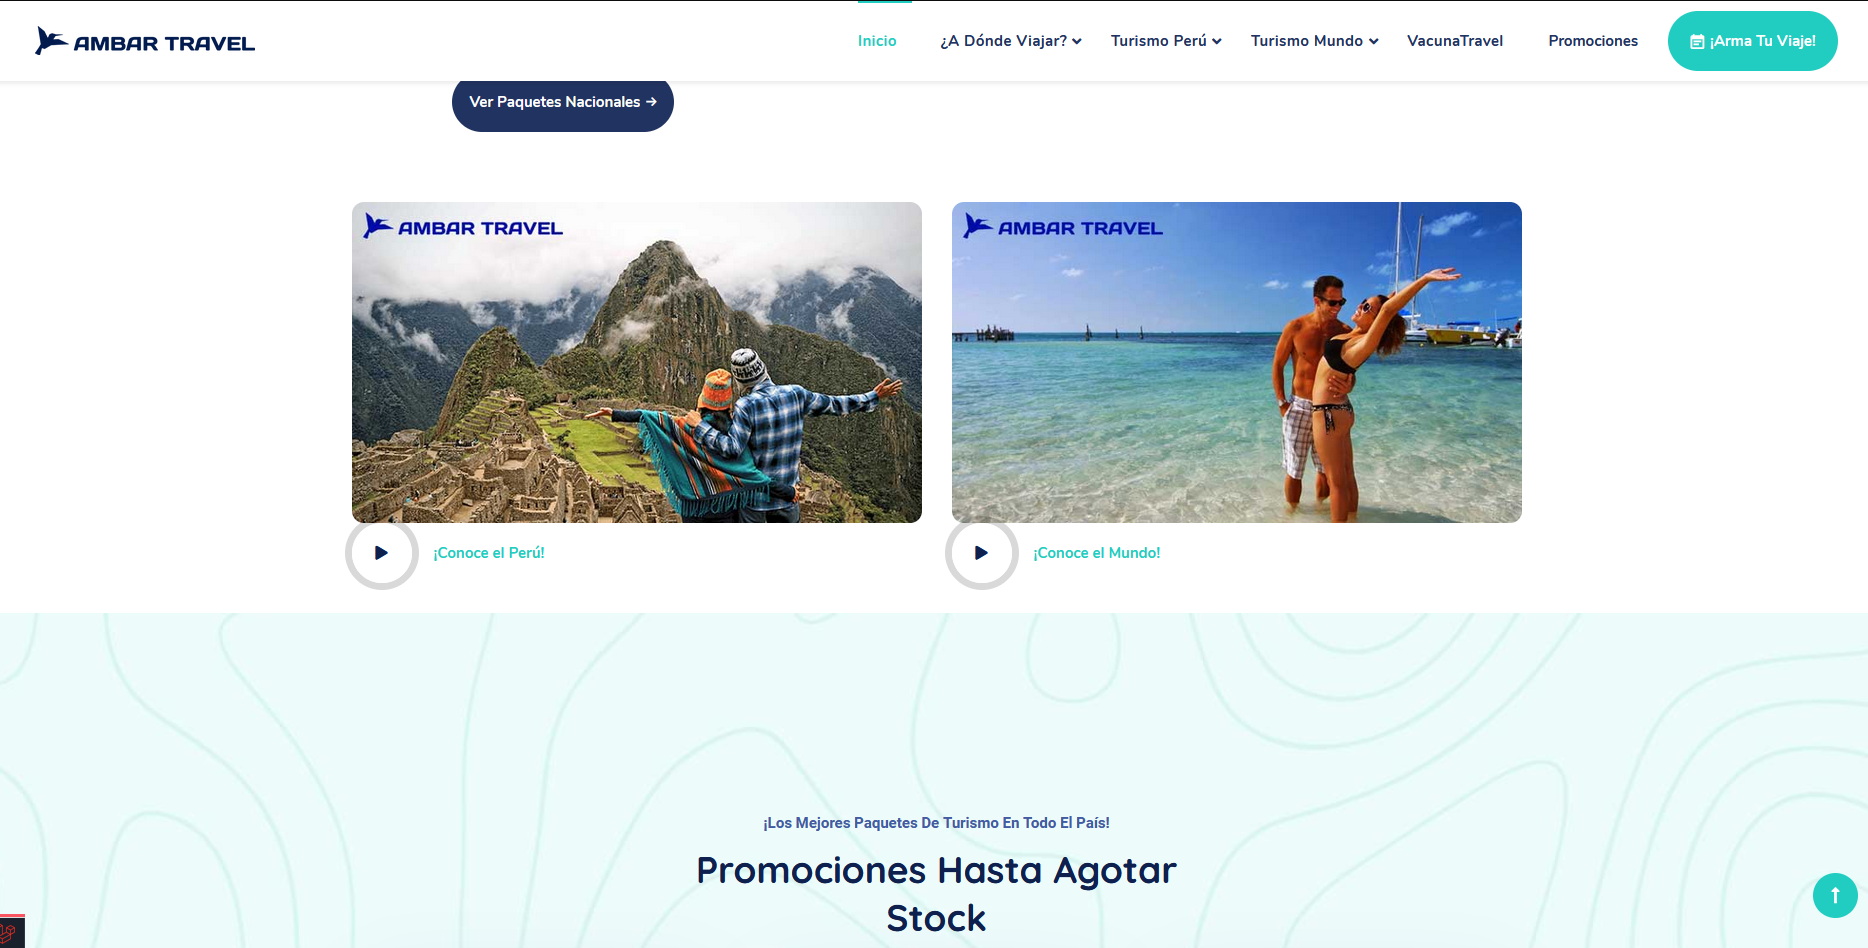 AMBAR TRAVEL
Inicio
¿A Dónde Viajar?
Turismo Perú
Turismo Mundo
VacunaTravel
Promociones
¡Arma Tu Viaje!
Ver Paquetes Nacionales →
AMBAR TRAVEL
AMBAR TRAVEL
¡Conoce el Perú!
¡Conoce el Mundo!
¡Los Mejores Paquetes De Turismo En Todo El País!
Promociones Hasta Agotar
Stock